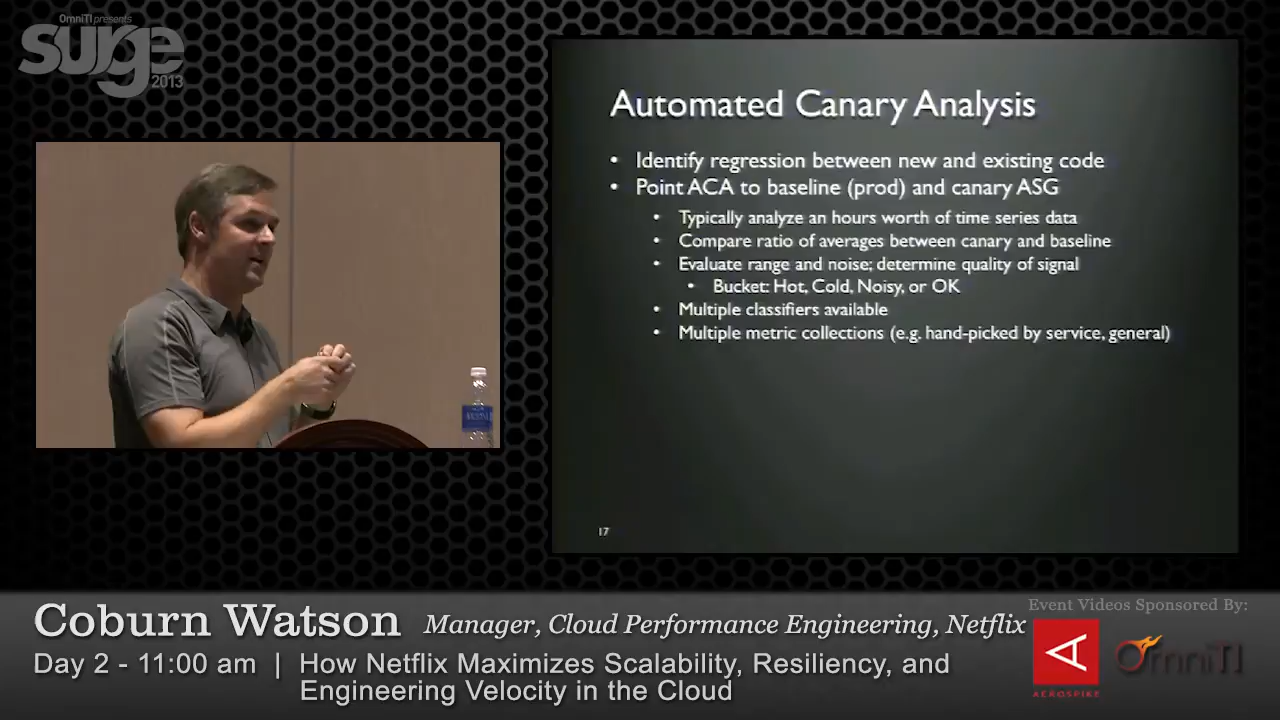 OmniTI presents
surge
2013
Automated Canary Analysis
• Identify regression between new and existing code
• Point ACA to baseline (prod) and canary ASG
• Typically analyze an hours worth of time series data
• Compare ratio of averages between canary and baseline
• Evaluate range and noise; determine quality of signal
• Bucket: Hot, Cold, Noisy, or OK
• Multiple classifiers available
• Multiple metric collections (e.g. hand-picked by service, general)
17
Coburn Watson Manager, Cloud Performance Engineering, Netflix
Day 2 - 11:00 am | How Netflix Maximizes Scalability, Resiliency, and
Engineering Velocity in the Cloud
Event Videos Sponsored By:
AEROSPIKE
OmniTI